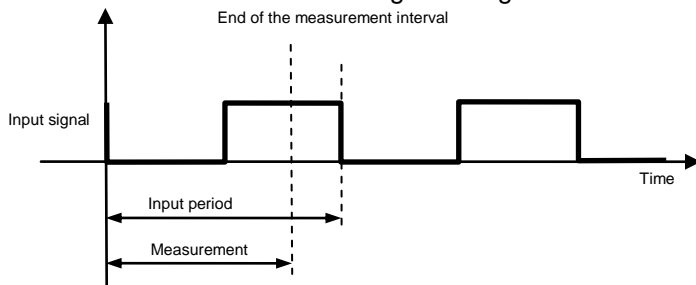 End of the measurement interval
Input signal
Time
Input period
Measurement